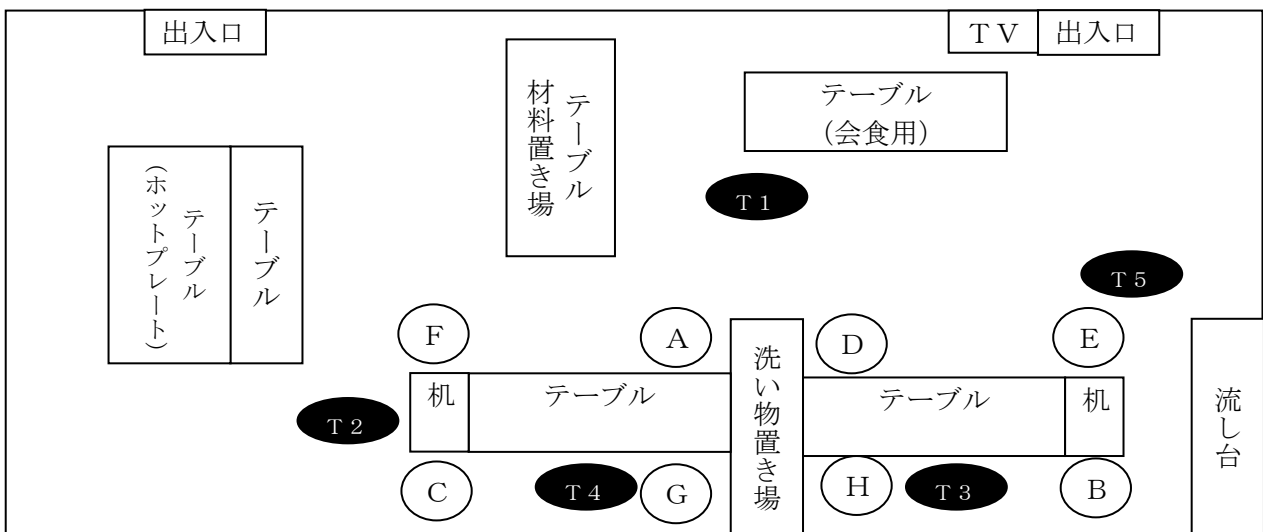 出入口
ＴＶ
出入口
テーブル
材料置き場
テーブル
（会食用）
Ｔ１
テーブル
（ホットプレート）
テーブル
Ｔ５
Ｆ
Ａ
Ｄ
Ｅ
机
テーブル
洗い物置き場
テーブル
机
流し台
Ｔ２
Ｃ
Ｔ４
Ｇ
Ｈ
Ｔ３
Ｂ